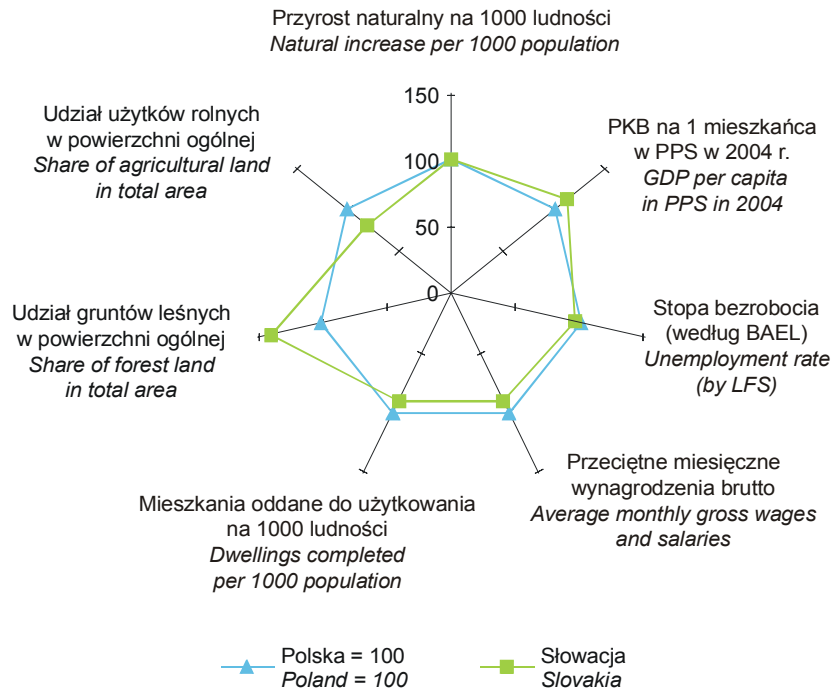 Przyrost naturalny na 1000 ludności
Natural increase per 1000 population
150
100
50
0
PKB na 1 mieszkańca
w PPS w 2004 r.
GDP per capita
in PPS in 2004
Stopa bezrobocia
(według BAEL)
Unemployment rate
(by LFS)
Przeciętne miesięczne
wynagrodzenia brutto
Average monthly gross wages
and salaries
Mieszkania oddane do użytkowania
na 1000 ludności
Dwellings completed
per 1000 population
Udział gruntów leśnych
w powierzchni ogólnej
Share of forest land
in total area
Udział użytków rolnych
w powierzchni ogólnej
Share of agricultural land
in total area
Polska = 100
Poland = 100
Słowacja
Slovakia